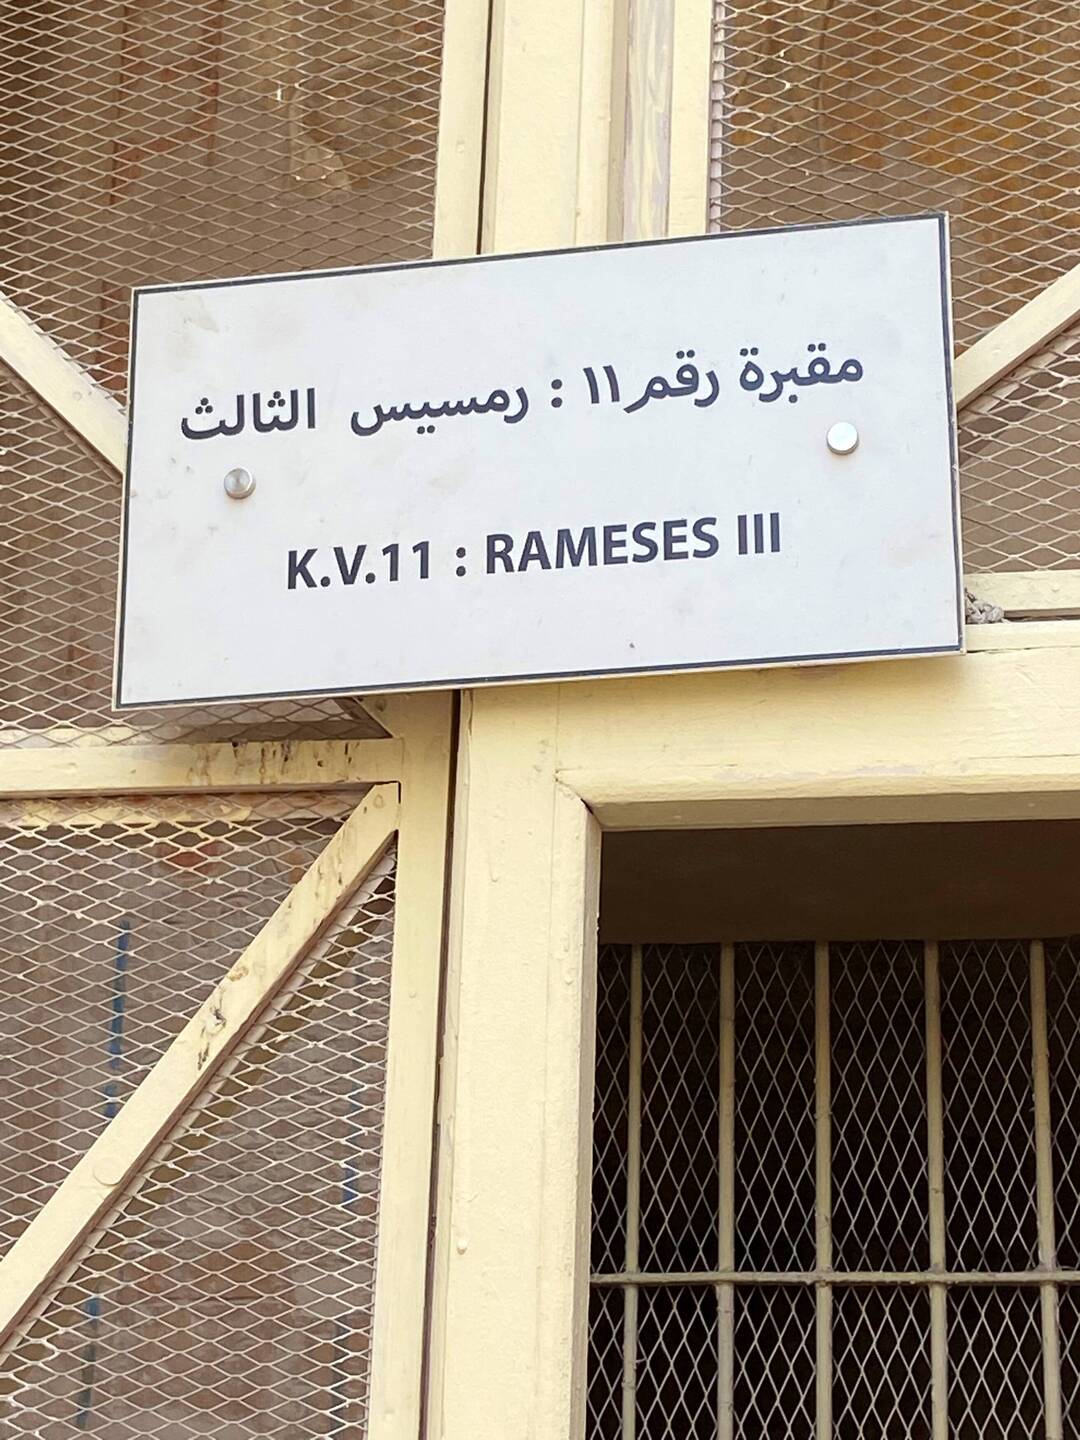 مقبرة رقم ١١ : رمسيس الثالث
K.V.11 : RAMESES III